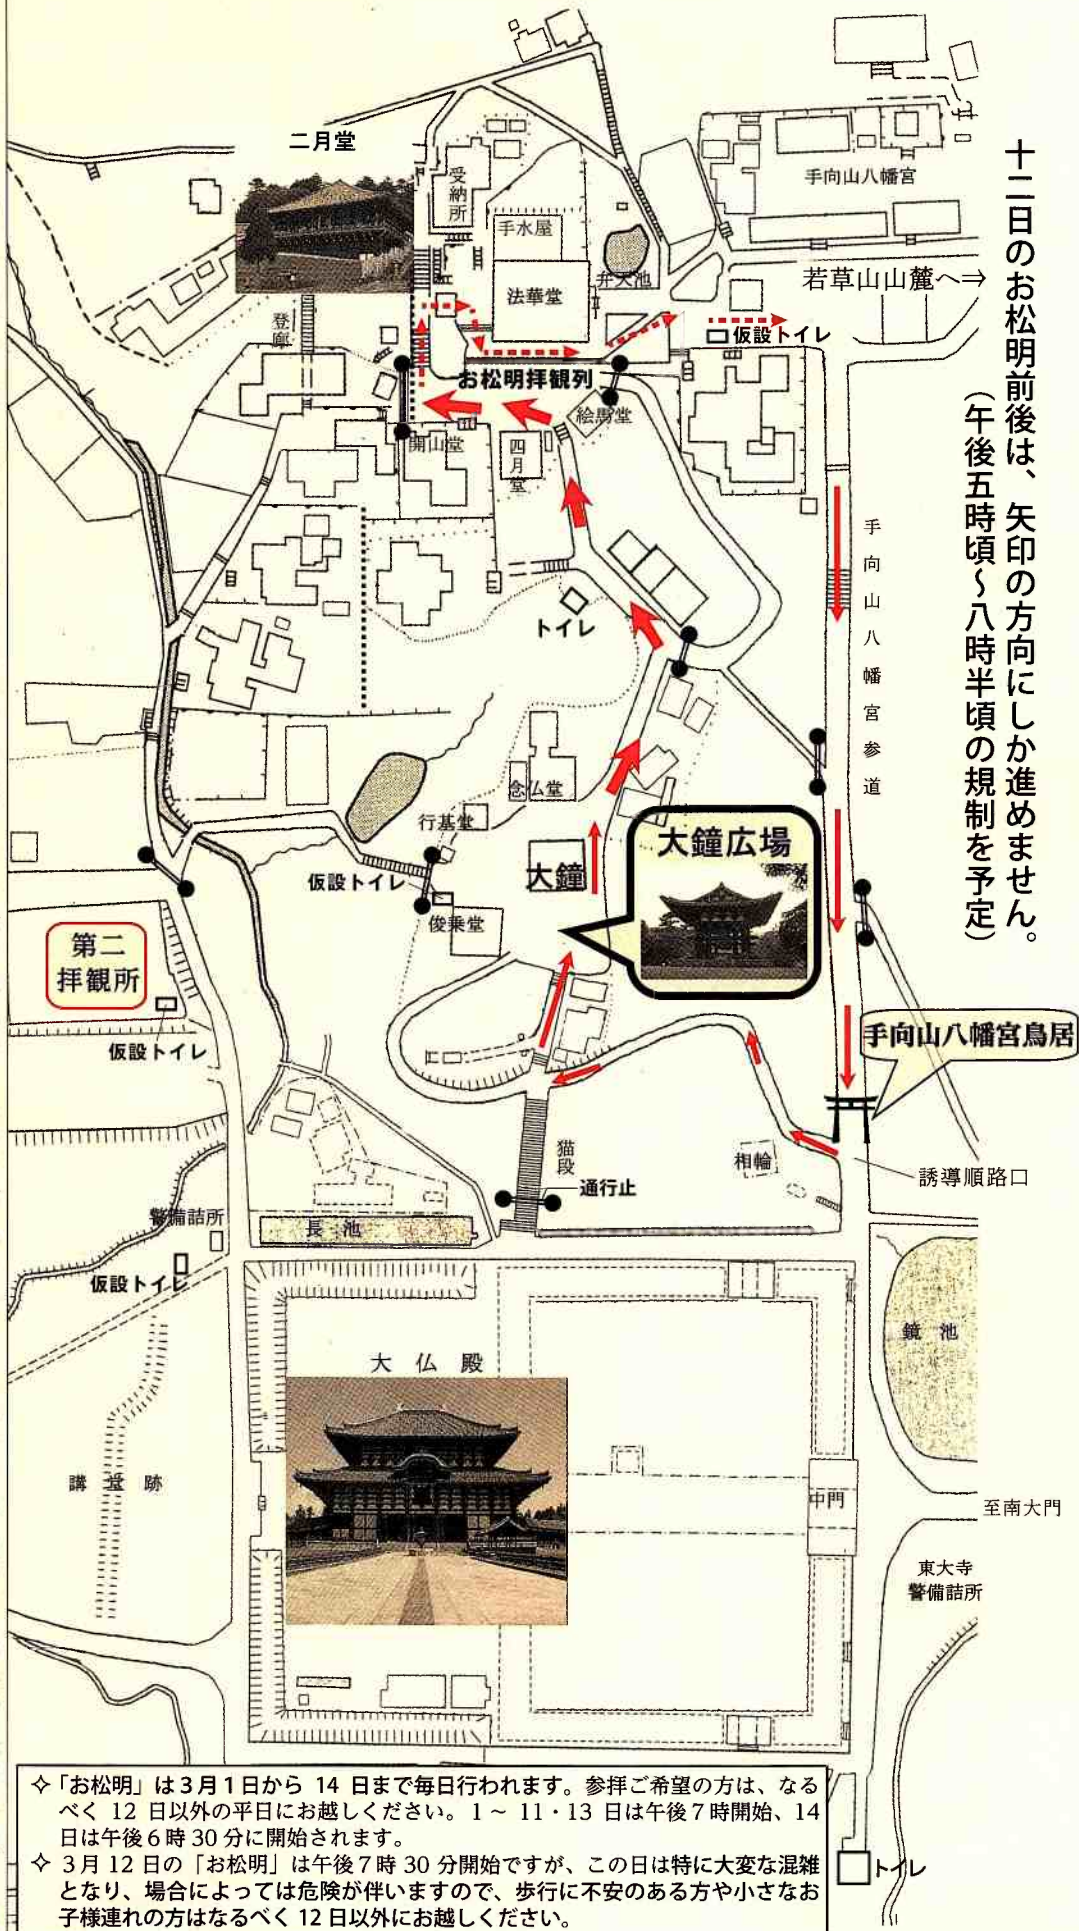 十二日のお松明前後は、矢印の方向にしか進めません。
（午後五時頃～八時半頃の規制を予定）
二月堂
受納所
手水屋
手向山八幡宮
法華堂
弁天池
若草山山麓へ⇒
登廊
仮設トイレ
お松明拝観列
絵馬堂
開山堂
四月堂
手向山八幡宮参道
トイレ
念仏堂
行基堂
大鐘
大鐘広場
仮設トイレ
俊乗堂
第二
拝観所
仮設トイレ
手向山八幡宮鳥居
猫段
相輪
誘導順路口
通行止
警備詰所
長池
仮設トイレ
鏡池
大仏殿
講堂跡
中門
至南大門
東大寺
警備詰所
✧「お松明」は3月1日から 14 日まで毎日行われます。参拝ご希望の方は、なる
べく 12 日以外の平日にお越しください。1～ 11・13 日は午後7時開始、14
日は午後6時 30 分に開始されます。
✧ 3月 12 日の「お松明」は午後7時 30 分開始ですが、この日は特に大変な混雑
となり、場合によっては危険が伴いますので、歩行に不安のある方や小さなお
子様連れの方はなるべく 12 日以外にお越しください。
トイレ